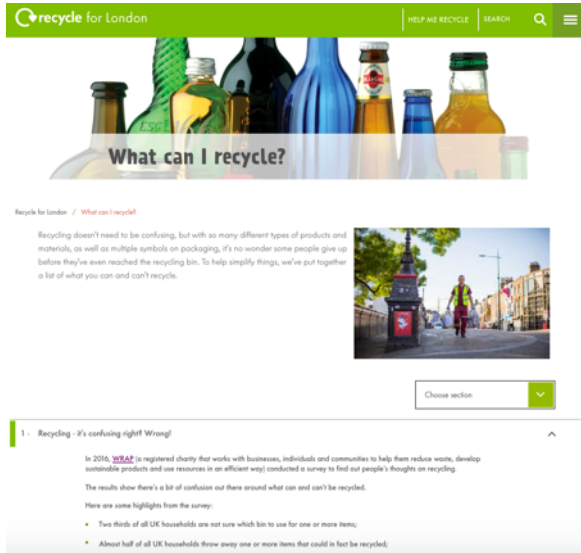 recycle for London
HELP ME RECYCLE
SEARCH
What can I recycle?
Recycle for London / What can I recycle?
Recycling doesn't need to be confusing, but with so many different types of products and
materials, as well as multiple symbols on packaging, it's no wonder some people give up
before they've even reached the recycling bin. To help simplify things, we've put together
a list of what you can and can't recycle.
Choose section
1 - Recycling - it's confusing right? Wrong!
In 2016, WRAP (a registered charity that works with businesses, individuals and communities to help them reduce waste, develop
sustainable products and use resources in an efficient way) conducted a survey to find out people's thoughts on recycling.
The results show there's a bit of confusion out there around what can and can't be recycled.
Here are some highlights from the survey:
Two thirds of all UK households are not sure which bin to use for one or more items;
Almost half of all UK households throw away one or more items that could in fact be recycled;